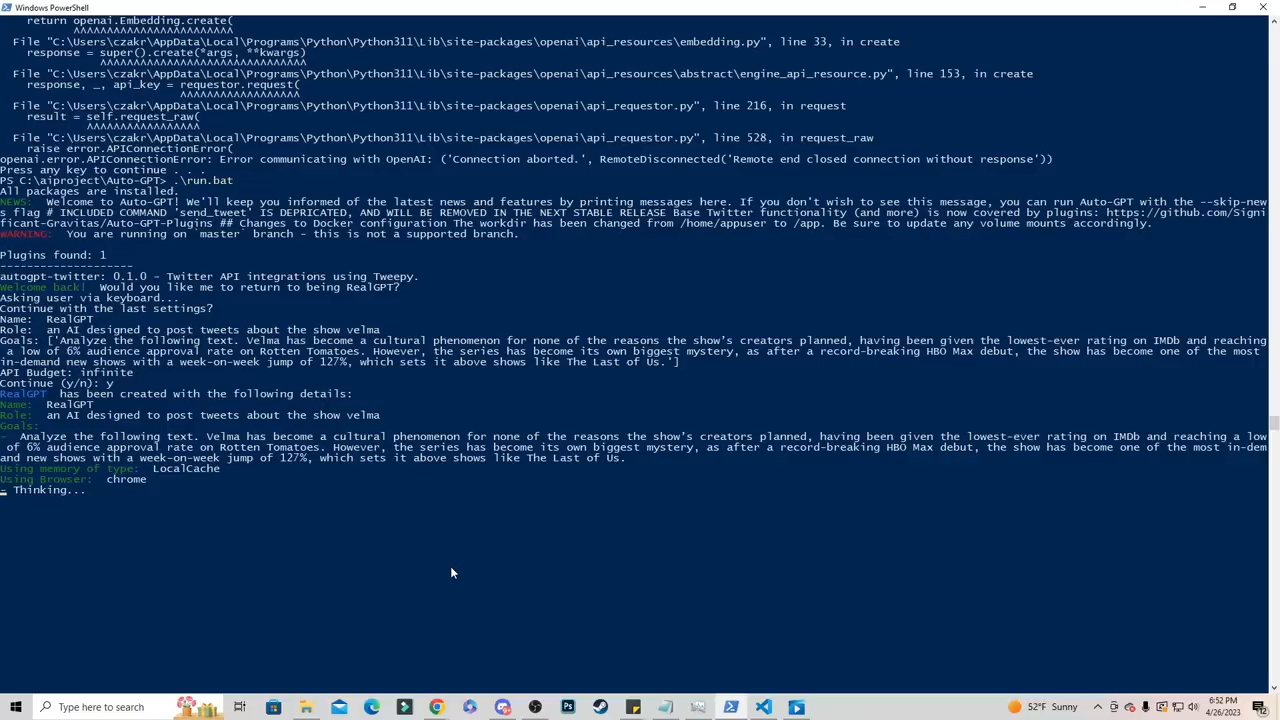 Windows PowerShell
return openai.Embedding.create(
^^^^^^^^^^^^^^^^^^^^^^^^
File "C:\Users\czakr\AppData\Local\Programs\Python\Python311\Lib\site-packages\openai\api_resources\embedding.py", line 33, in create
response = super().create(*args, **kwargs)
^^^^^^^^^^^^^^^^^^^^^^^^^^^^^^^
File "C:\Users\czakr\AppData\Local\Programs\Python\Python311\Lib\site-packages\openai\api_resources\abstract\engine_api_resource.py", line 153, in create
response, _, api_key = requestor.request(
^^^^^^^^^^^^^^^^^^
File "C:\Users\czakr\AppData\Local\Programs\Python\Python311\Lib\site-packages\openai\api_requestor.py", line 216, in request
result = self.request_raw(
^^^^^^^^^^^^^^^^^
File "C:\Users\czakr\AppData\Local\Programs\Python\Python311\Lib\site-packages\openai\api_requestor.py", line 528, in request_raw
raise error.APIConnectionError(
openai.error.APIConnectionError: Error communicating with OpenAI: ('Connection aborted.', RemoteDisconnected('Remote end closed connection without response'))
Press any key to continue . . .
PS C:\aiproject\Auto-GPT> .\run.bat
All packages are installed.
NEWS:  Welcome to Auto-GPT! We'll keep you informed of the latest news and features by printing messages here. If you don't wish to see this message, you can run Auto-GPT with the --skip-new
s flag # INCLUDED COMMAND 'send_tweet' IS DEPRICATED, AND WILL BE REMOVED IN THE NEXT STABLE RELEASE Base Twitter functionality (and more) is now covered by plugins: https://github.com/Signi
ficant-Gravitas/Auto-GPT-Plugins ## Changes to Docker configuration The workdir has been changed from /home/appuser to /app. Be sure to update any volume mounts accordingly.
WARNING:  You are running on `master` branch - this is not a supported branch.
Plugins found: 1
--------------------
autogpt-twitter: 0.1.0 - Twitter API integrations using Tweepy.
Welcome back!  Would you like me to return to being RealGPT?
Asking user via keyboard...
Continue with the last settings?
Name:  RealGPT
Role:  an AI designed to post tweets about the show velma
Goals: ['Analyze the following text. Velma has become a cultural phenomenon for none of the reasons the show's creators planned, having been given the lowest-ever rating on IMDb and reaching
a low of 6% audience approval rate on Rotten Tomatoes. However, the series has become its own biggest mystery, as after a record-breaking HBO Max debut, the show has become one of the most
in-demand new shows with a week-on-week jump of 127%, which sets it above shows like The Last of Us.']
API Budget: infinite
Continue (y/n): y
RealGPT  has been created with the following details:
Name:  RealGPT
Role:  an AI designed to post tweets about the show velma
Goals:
-  Analyze the following text. Velma has become a cultural phenomenon for none of the reasons the show's creators planned, having been given the lowest-ever rating on IMDb and reaching a low
of 6% audience approval rate on Rotten Tomatoes. However, the series has become its own biggest mystery, as after a record-breaking HBO Max debut, the show has become one of the most in-dem
and new shows with a week-on-week jump of 127%, which sets it above shows like The Last of Us.
Using memory of type:  LocalCache
Using Browser:  chrome
- Thinking...
Type here to search
52°F Sunny
6:52 PM
4/26/2023
12